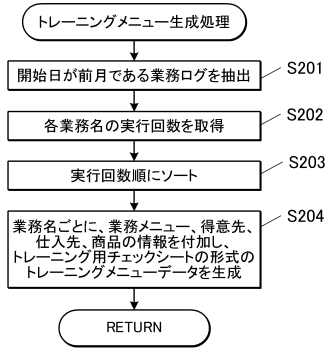 トレーニングメニュー生成処理
開始日が前月である業務ログを抽出
S201
各業務名の実行回数を取得
S202
実行回数順にソート
S203
業務名ごとに、業務メニュー、得意先、
仕入先、商品の情報を付加し、
トレーニング用チェックシートの形式の
トレーニングメニューデータを生成
S204
RETURN